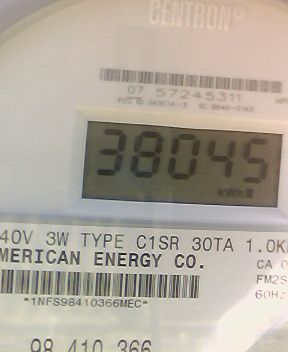 CENTRON®
07 57245311
38045
kWh
40V 3W TYPE C1SR 30TA 1.0K
MERICAN ENERGY CO.
CA 0
FM2S
60H
*1NFS98410366MEC*
98 410 366